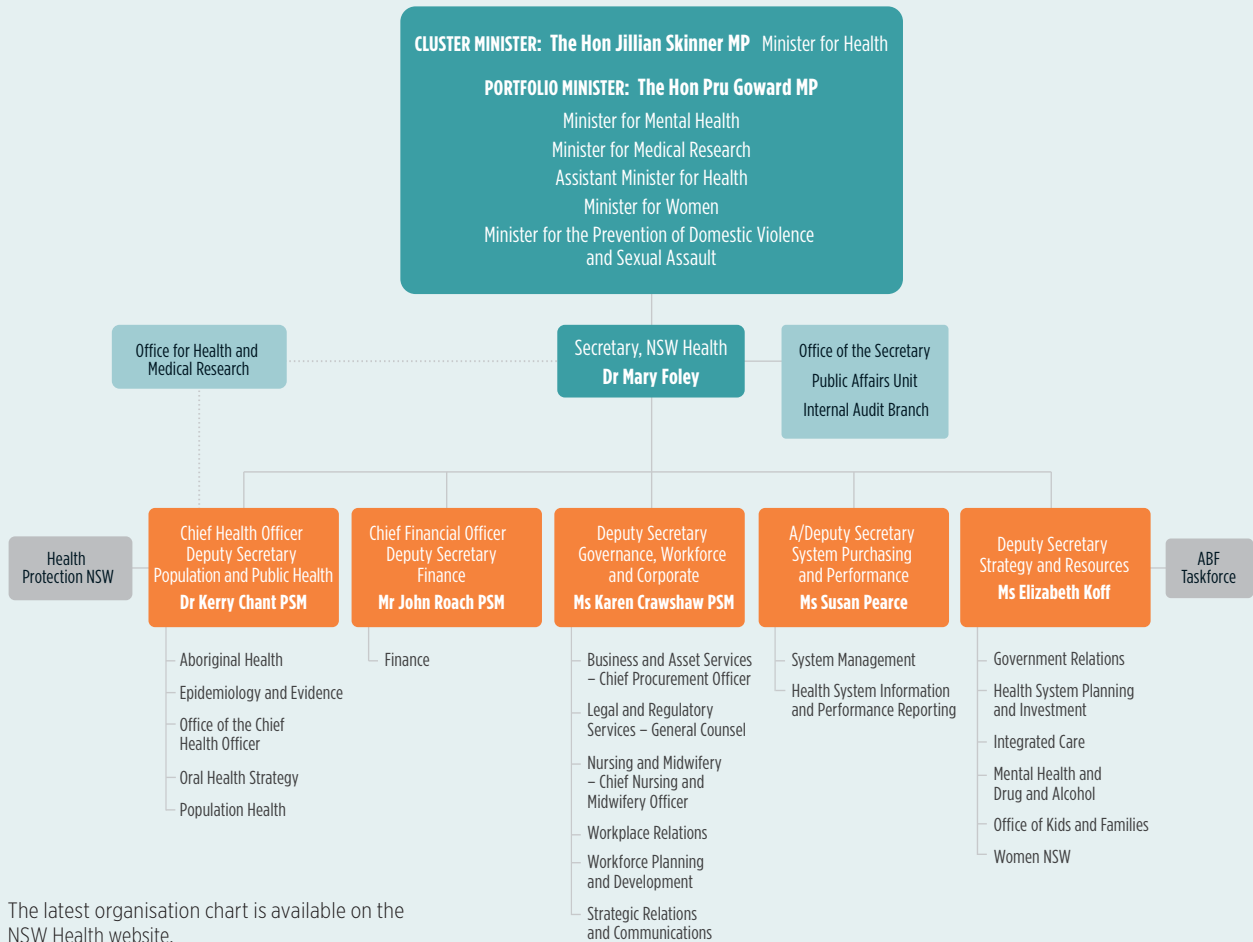 CLUSTER MINISTER: The Hon Jillian Skinner MP Minister for Health
PORTFOLIO MINISTER: The Hon Pru Goward MP
Minister for Mental Health
Minister for Medical Research
Assistant Minister for Health
Minister for Women
Minister for the Prevention of Domestic Violence
and Sexual Assault
Office for Health and
Medical Research
Secretary, NSW Health
Dr Mary Foley
Office of the Secretary
Public Affairs Unit
Internal Audit Branch
Health
Protection NSW
Chief Health Officer
Deputy Secretary
Population and Public Health
Dr Kerry Chant PSM
Chief Financial Officer
Deputy Secretary
Finance
Mr John Roach PSM
Deputy Secretary
Governance, Workforce
and Corporate
Ms Karen Crawshaw PSM
A/Deputy Secretary
System Purchasing
and Performance
Ms Susan Pearce
Deputy Secretary
Strategy and Resources
Ms Elizabeth Koff
ABF
Taskforce
Aboriginal Health
Epidemiology and Evidence
Office of the Chief
Health Officer
Oral Health Strategy
Population Health
Finance
Business and Asset Services
– Chief Procurement Officer
Legal and Regulatory
Services – General Counsel
Nursing and Midwifery
– Chief Nursing and
Midwifery Officer
Workplace Relations
Workforce Planning
and Development
Strategic Relations
and Communications
System Management
Health System Information
and Performance Reporting
Government Relations
Health System Planning
and Investment
Integrated Care
Mental Health and
Drug and Alcohol
Office of Kids and Families
Women NSW
The latest organisation chart is available on the
NSW Health website.